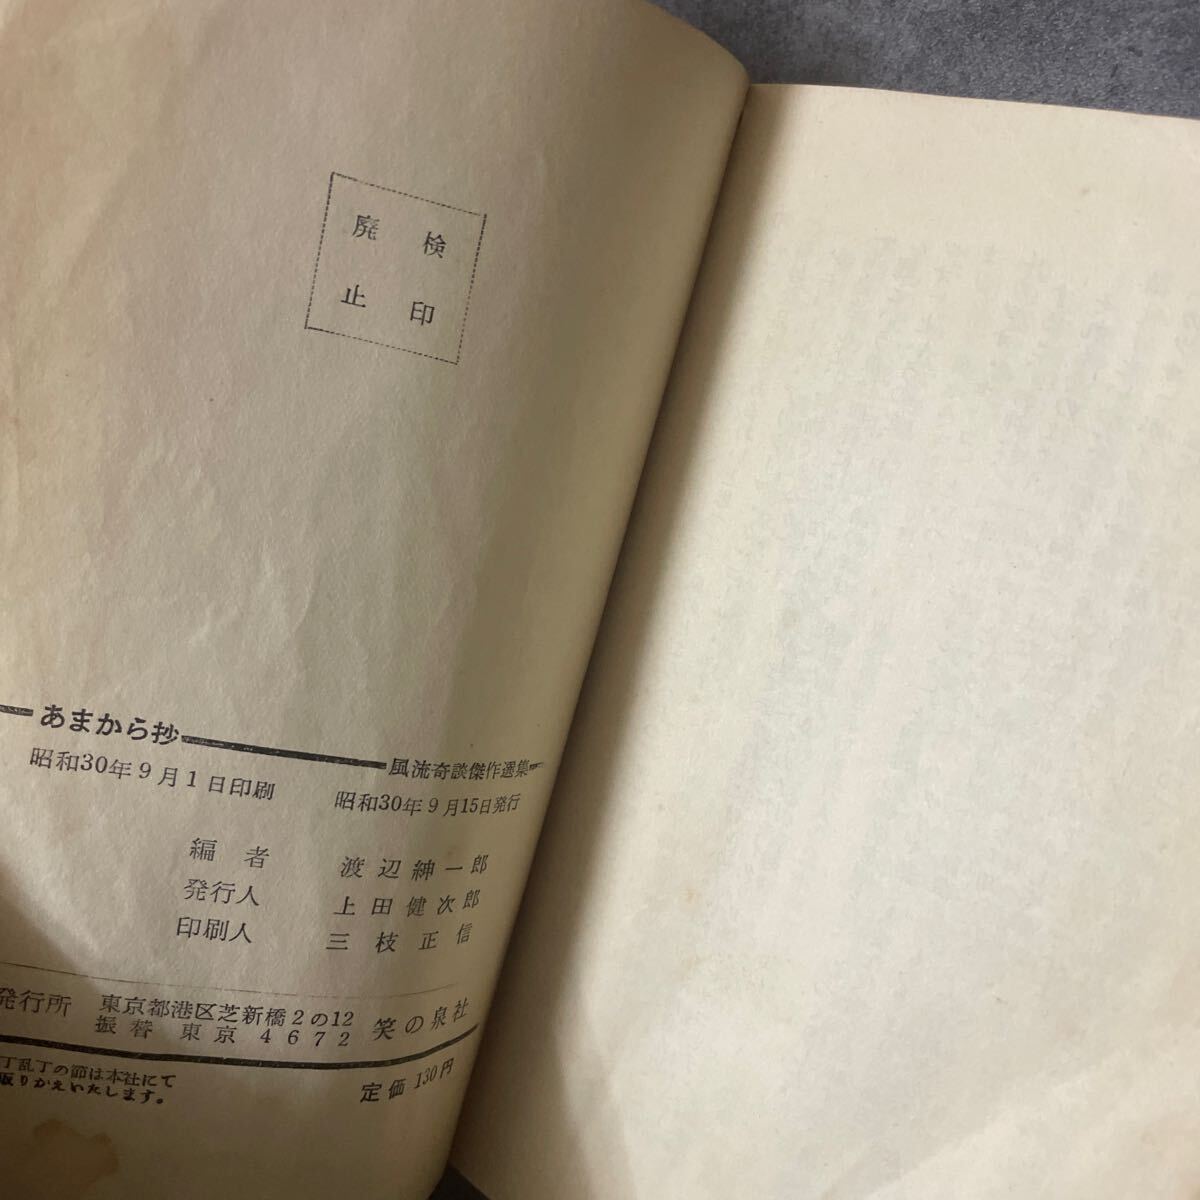 検印
廃止
あまから抄
風流奇談傑作選集
昭和30年9月1日印刷
昭和30年9月15日発行
編者 渡辺紳一郎
発行人 上田健次郎
印刷人 三枝正信
発行所 東京都港区芝新橋2の12
振替 東京 4672
笑の泉社
丁乱丁の節は本社にて
取りかえいたします。
定価 130円